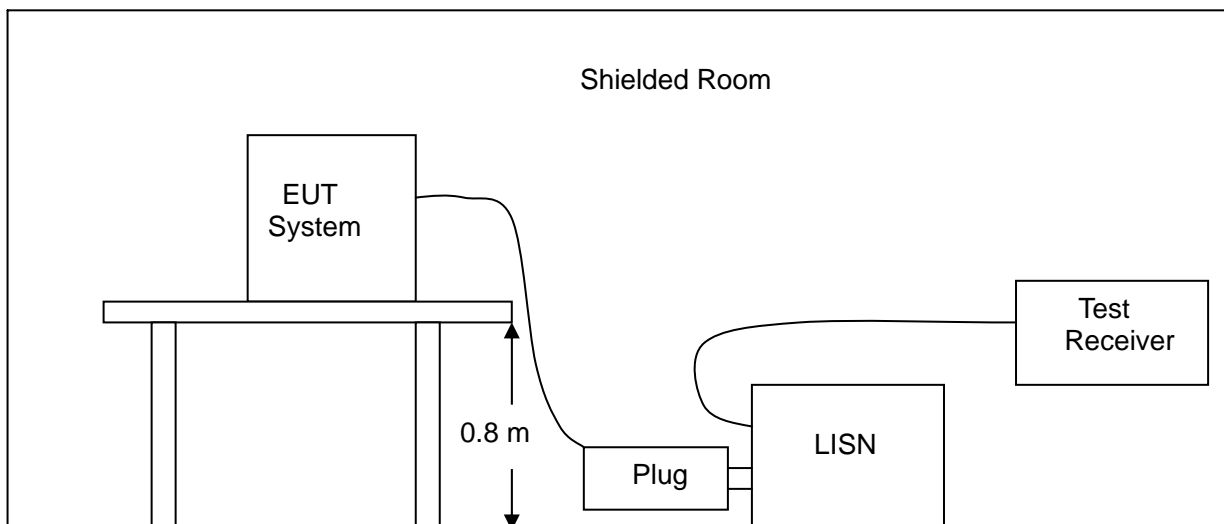 Shielded Room
EUT
System
Test
Receiver
0.8 m
LISN
Plug